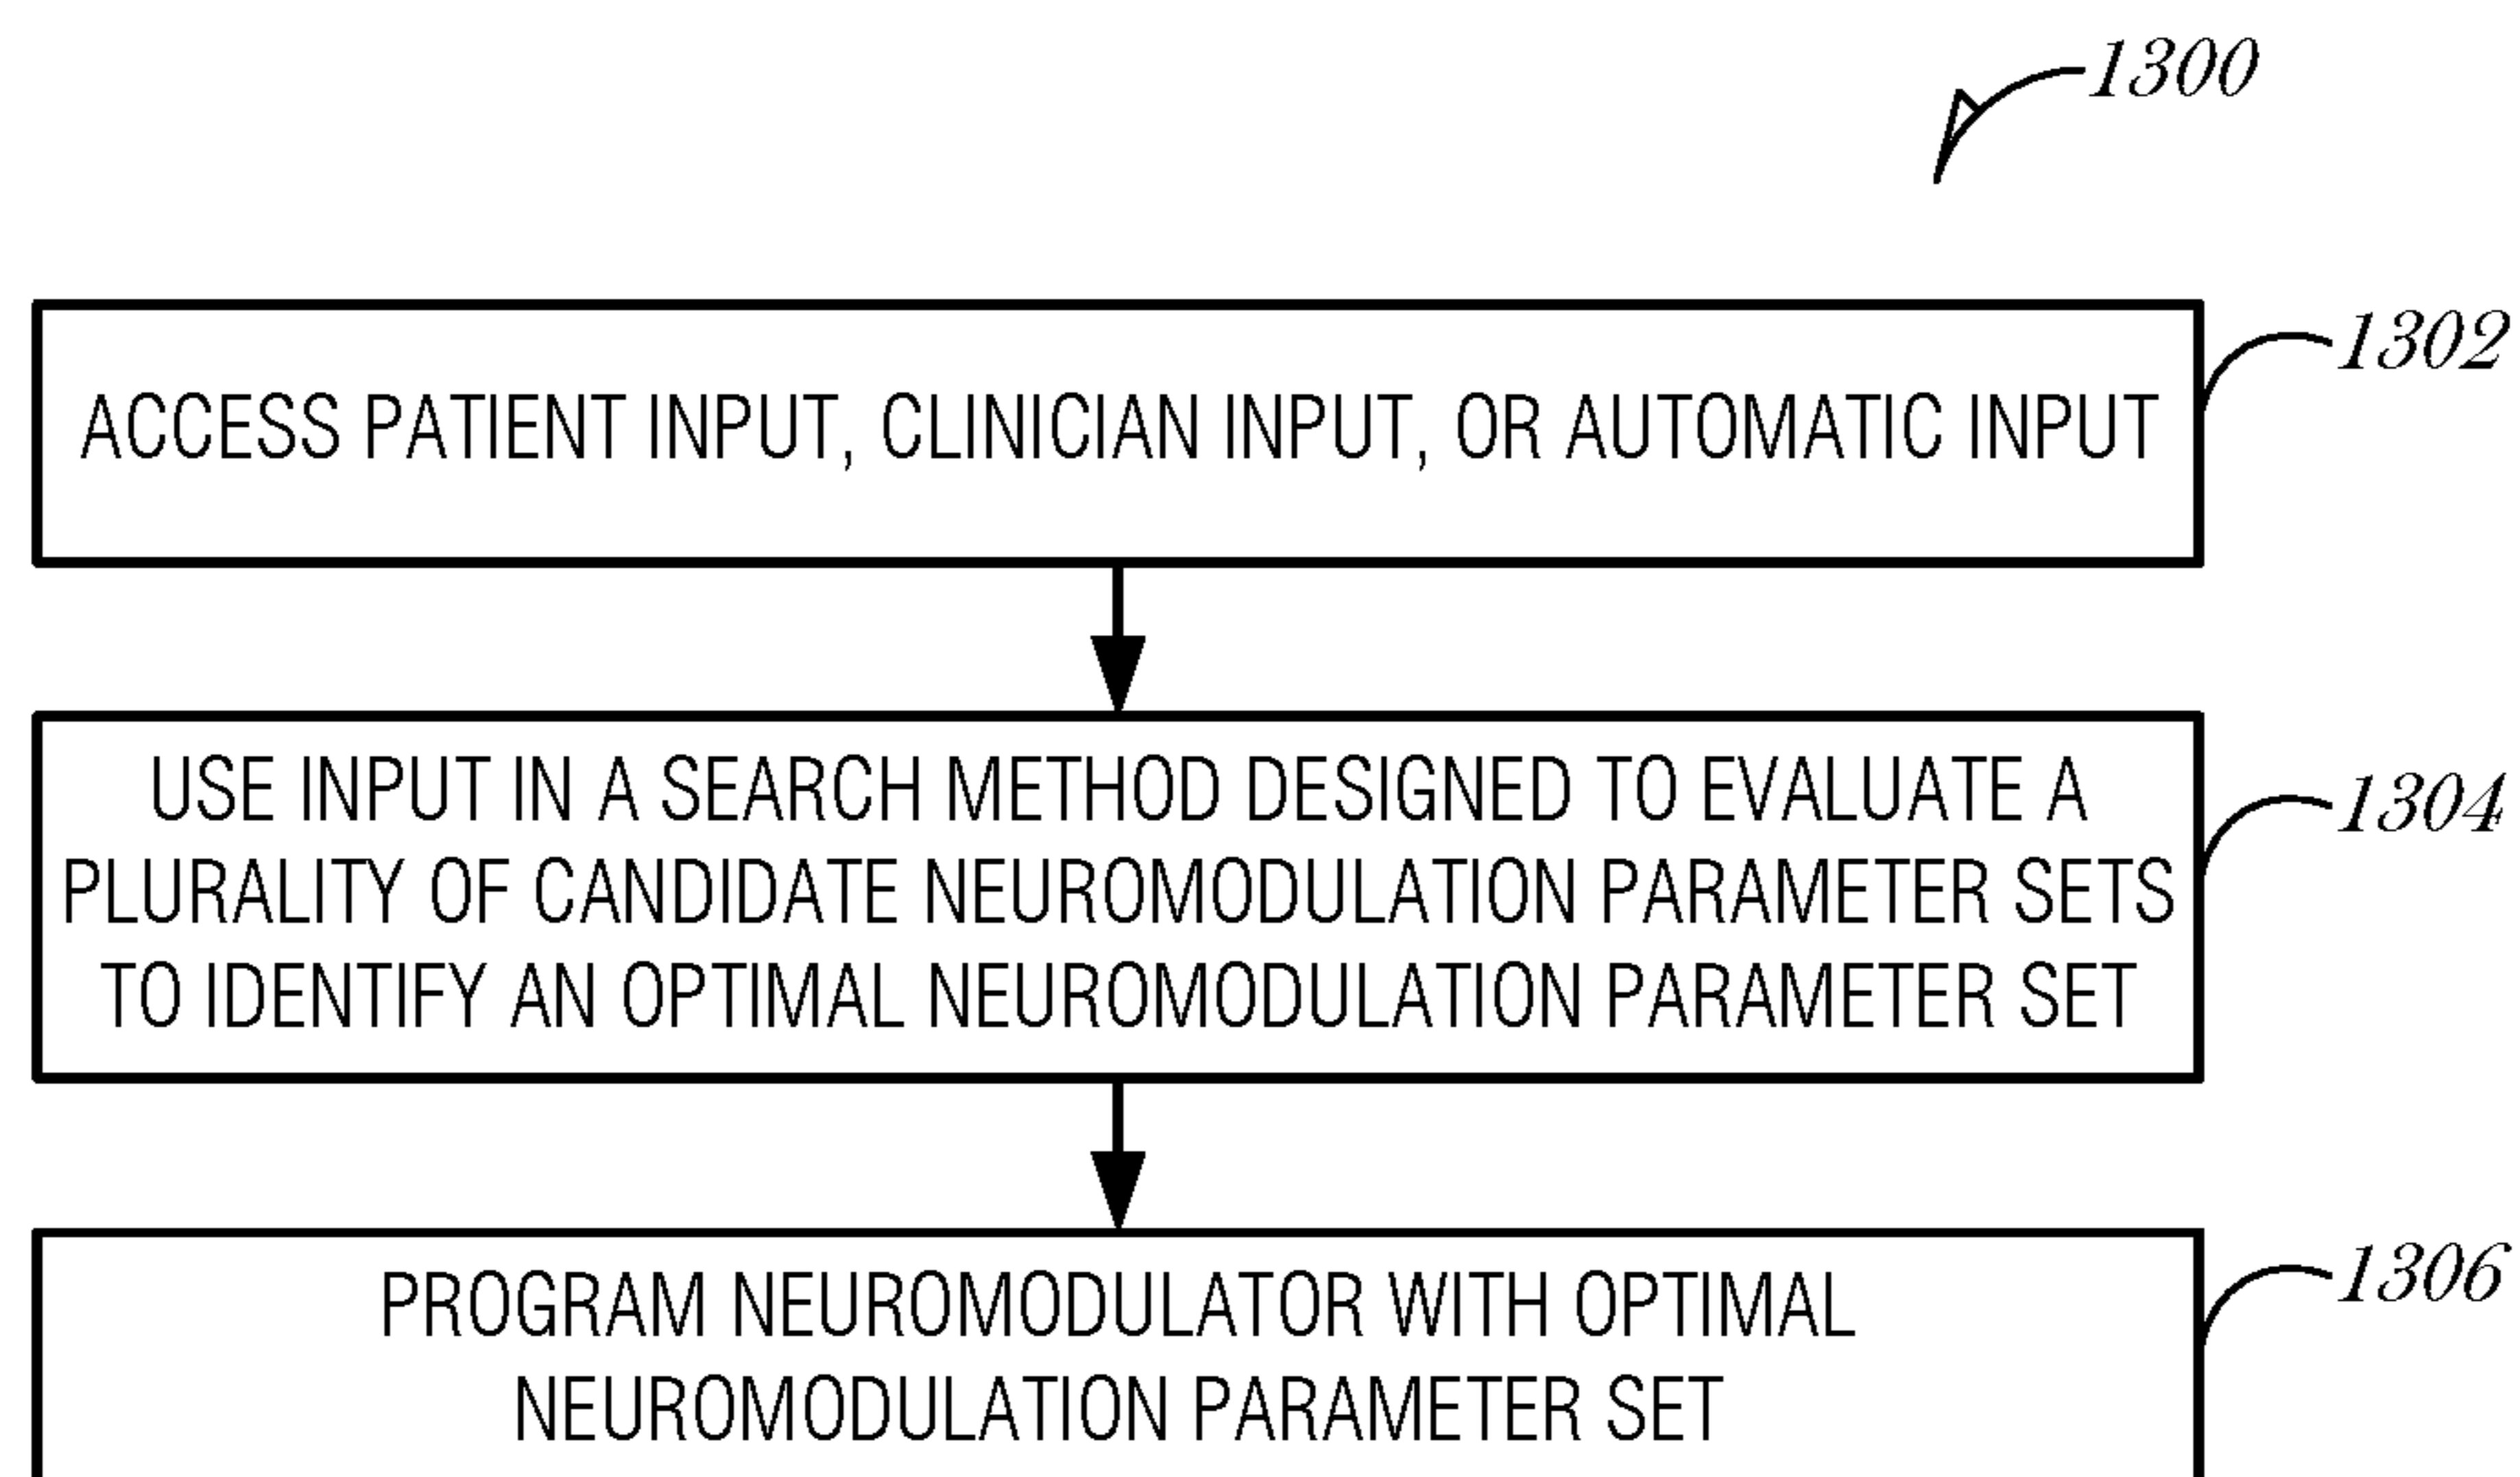 1300
ACCESS PATIENT INPUT, CLINICIAN INPUT, OR AUTOMATIC INPUT
1302
USE INPUT IN A SEARCH METHOD DESIGNED TO EVALUATE A
PLURALITY OF CANDIDATE NEUROMODULATION PARAMETER SETS
TO IDENTIFY AN OPTIMAL NEUROMODULATION PARAMETER SET
1304
PROGRAM NEUROMODULATOR WITH OPTIMAL
NEUROMODULATION PARAMETER SET
1306